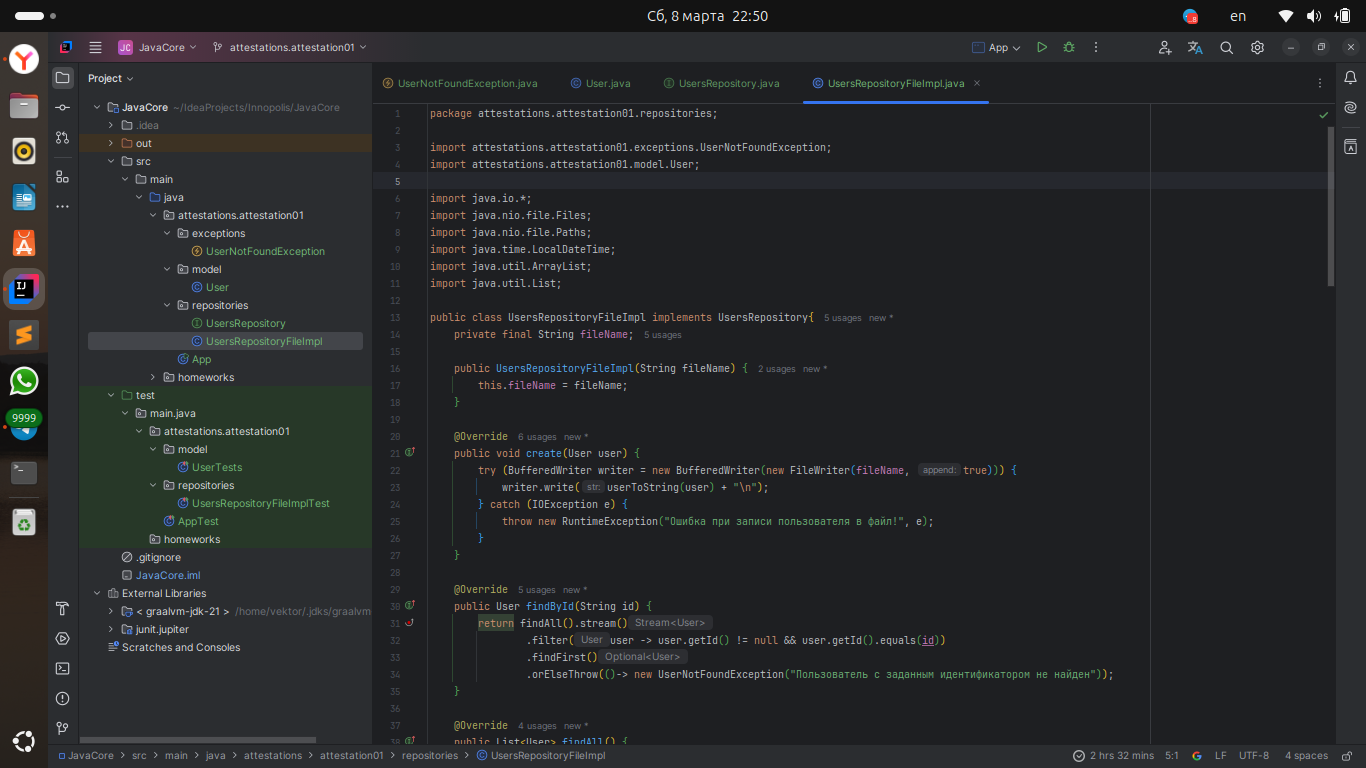 Сб, 8 марта 22:50
en
8
JC JavaCore
attestations.attestation01
App
Project
UserNotFoundException.java
User.java
UsersRepository.java
UsersRepositoryFileImpl.java
JavaCore ~/IdeaProjects/Innopolis/JavaCore
.idea
out
src
main
java
attestations.attestation01
exceptions
UserNotFoundException
model
User
repositories
UsersRepository
UsersRepositoryFileImpl
App
homeworks
test
main.java
attestations.attestation01
model
UserTests
repositories
UsersRepositoryFileImplTest
AppTest
homeworks
.gitignore
JavaCore.iml
External Libraries
< graalvm-jdk-21 > /home/vektor/.jdks/graalvm
junit.jupiter
Scratches and Consoles
9999
1 package attestations.attestation01.repositories;
2
3 import attestations.attestation01.exceptions.UserNotFoundException;
4 import attestations.attestation01.model.User;
5
6 import java.io.*;
7 import java.nio.file.Files;
8 import java.nio.file.Paths;
9 import java.time.LocalDateTime;
10 import java.util.ArrayList;
11 import java.util.List;
12
13 public class UsersRepositoryFileImpl implements UsersRepository{ 5 usages new *
14 private final String fileName; 5 usages
15
16 public UsersRepositoryFileImpl(String fileName) { 2 usages new *
17 this.fileName = fileName;
18 }
19
20 @Override 6 usages new *
21 public void create(User user) {
22 try (BufferedWriter writer = new BufferedWriter(new FileWriter(fileName, append: true))) {
23 writer.write( str: userToString(user) + "\n");
24 } catch (IOException e) {
25 throw new RuntimeException("Ошибка при записи пользователя в файл!", e);
26 }
27 }
28
29 @Override 5 usages new *
30 public User findById(String id) {
31 return findAll().stream() Stream<User>
32 .filter( User user -> user.getId() != null && user.getId().equals(id))
33 .findFirst() Optional<User>
34 .orElseThrow(()-> new UserNotFoundException("Пользователь с заданным идентификатором не найден"));
35 }
36
37 @Override 4 usages new *
38 public List<User> findAll() {
JavaCore > src > main > java > attestations > attestation01 > repositories > UsersRepositoryFileImpl
2 hrs 32 mins 5:1 LF UTF-8 4 spaces